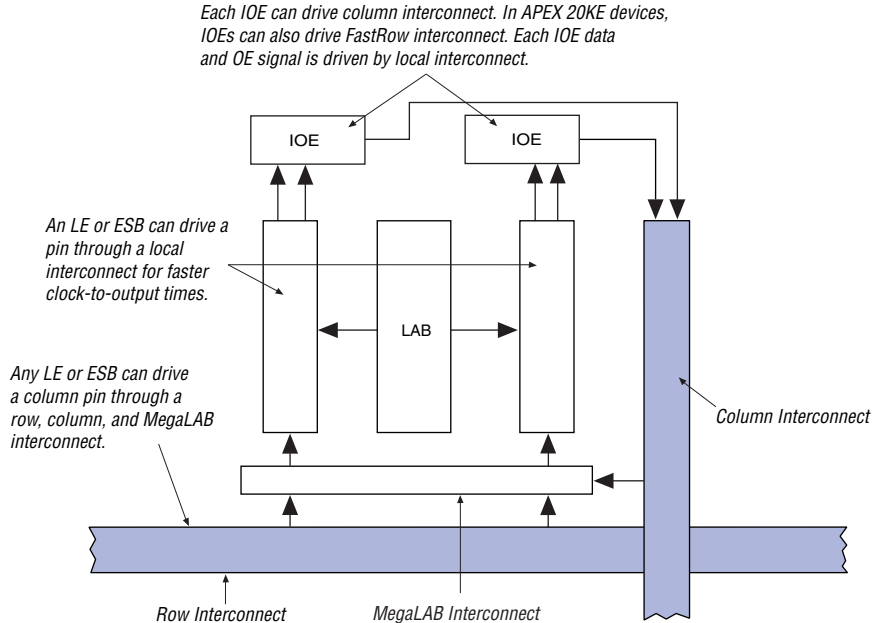 Each IOE can drive column interconnect. In APEX 20KE devices,
IOEs can also drive FastRow interconnect. Each IOE data
and OE signal is driven by local interconnect.
IOE
IOE
An LE or ESB can drive a
pin through a local
interconnect for faster
clock-to-output times.
LAB
Any LE or ESB can drive
a column pin through a
row, column, and MegaLAB
interconnect.
Column Interconnect
Row Interconnect
MegaLAB Interconnect